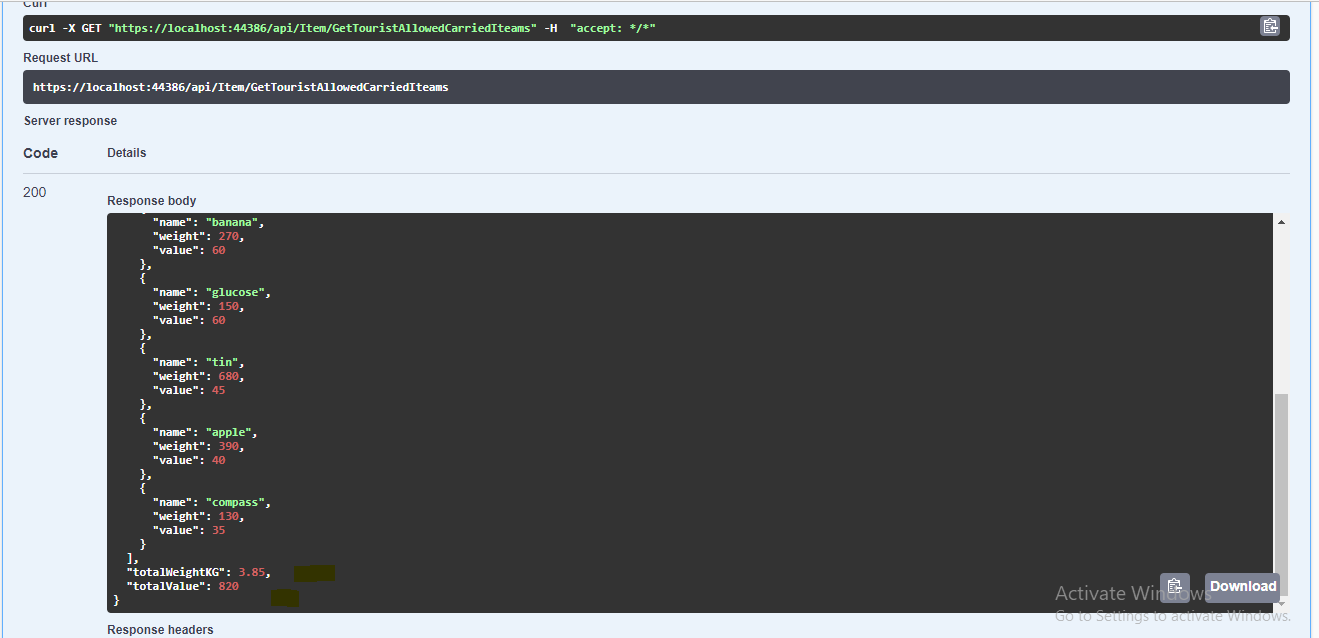 Curl
curl -X GET "https://localhost:44386/api/Item/GetTouristAllowedCarriedIteams" -H  "accept: */*"
Request URL
https://localhost:44386/api/Item/GetTouristAllowedCarriedIteams
Server response
Code Details
200
Response body
"name": "banana",
"weight": 270,
"value": 60
},
{
"name": "glucose",
"weight": 150,
"value": 60
},
{
"name": "tin",
"weight": 680,
"value": 45
},
{
"name": "apple",
"weight": 390,
"value": 40
},
{
"name": "compass",
"weight": 130,
"value": 35
}
],
"totalWeightKG": 3.85,
"totalValue": 820
}
Download
Activate Windows
Go to Settings to activate Windows.
Response headers